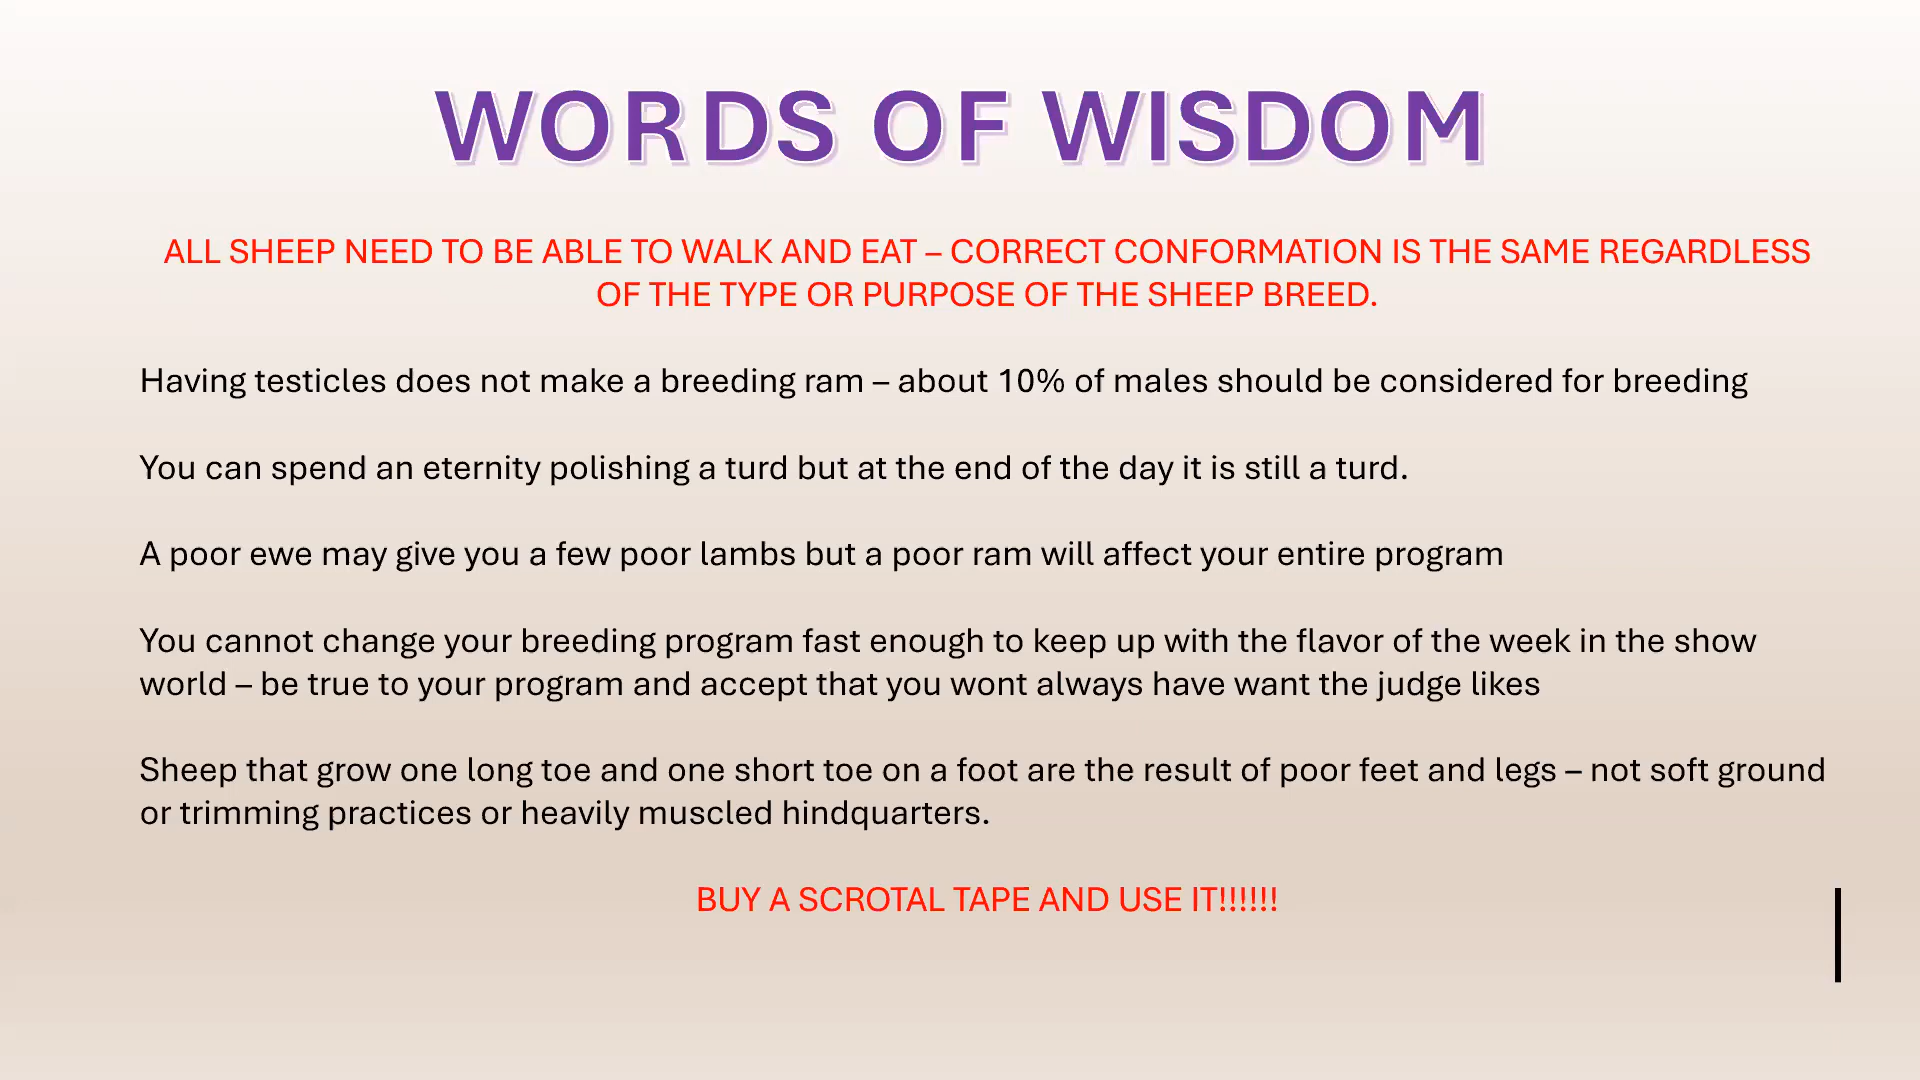 WORDS OF WISDOM
ALL SHEEP NEED TO BE ABLE TO WALK AND EAT – CORRECT CONFORMATION IS THE SAME REGARDLESS
OF THE TYPE OR PURPOSE OF THE SHEEP BREED.
Having testicles does not make a breeding ram – about 10% of males should be considered for breeding
You can spend an eternity polishing a turd but at the end of the day it is still a turd.
A poor ewe may give you a few poor lambs but a poor ram will affect your entire program
You cannot change your breeding program fast enough to keep up with the flavor of the week in the show
world – be true to your program and accept that you wont always have want the judge likes
Sheep that grow one long toe and one short toe on a foot are the result of poor feet and legs – not soft ground
or trimming practices or heavily muscled hindquarters.
BUY A SCROTAL TAPE AND USE IT!!!!!!